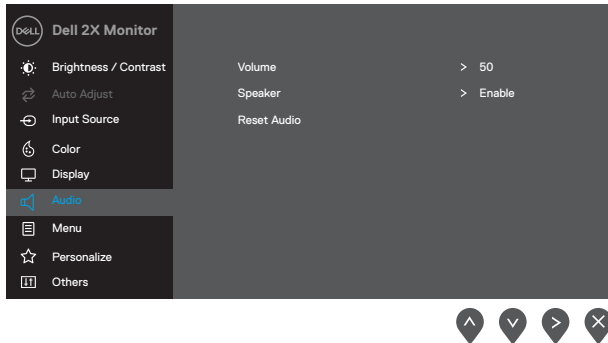 DELL Dell 2X Monitor
Brightness / Contrast
Auto Adjust
Input Source
Color
Display
Audio
Menu
Personalize
Others
Volume > 50
Speaker > Enable
Reset Audio